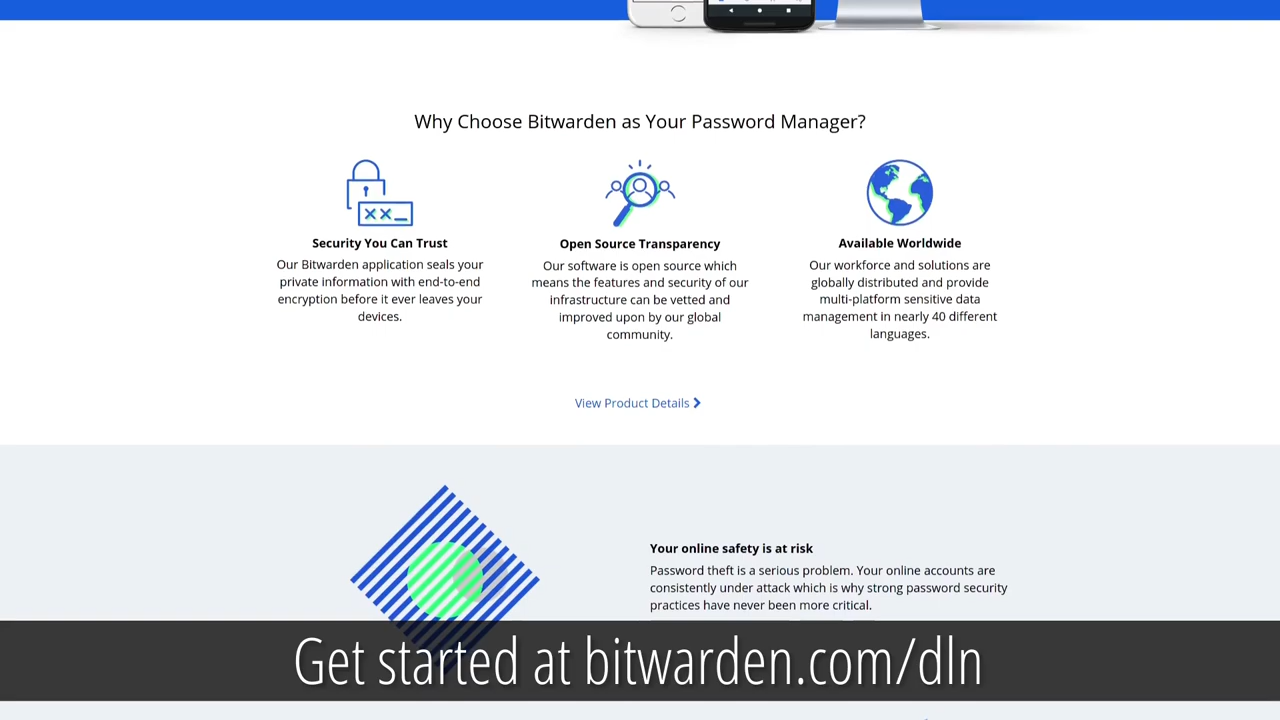 Why Choose Bitwarden as Your Password Manager?
XX_
Security You Can Trust
Our Bitwarden application seals your
private information with end-to-end
encryption before it ever leaves your
devices.
Open Source Transparency
Our software is open source which
means the features and security of our
infrastructure can be vetted and
improved upon by our global
community.
Available Worldwide
Our workforce and solutions are
globally distributed and provide
multi-platform sensitive data
management in nearly 40 different
languages.
View Product Details
Your online safety is at risk
Password theft is a serious problem. Your online accounts are
consistently under attack which is why strong password security
practices have never been more critical.
Get started at bitwarden.com/dln